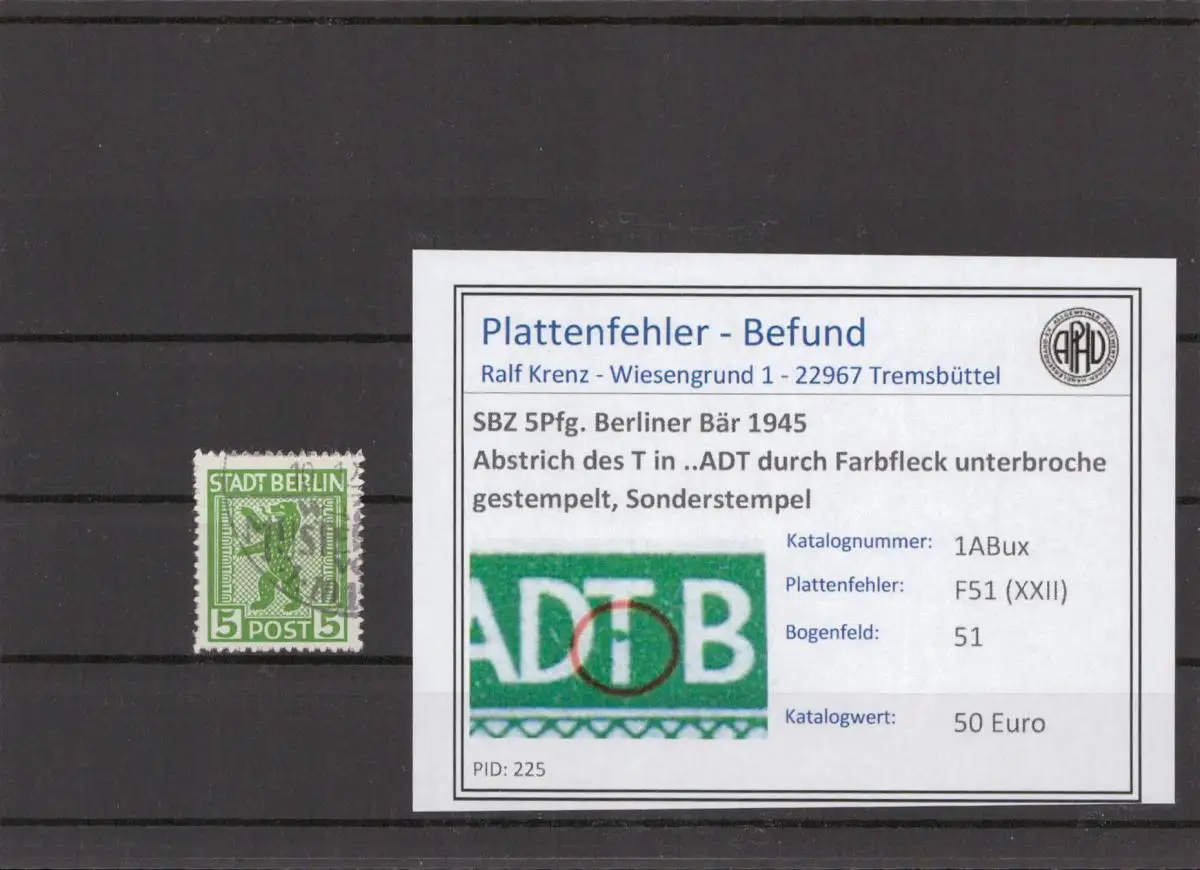 STADT BERLIN
5 POST 5
Plattenfehler - Befund
Ralf Krenz - Wiesengrund 1 - 22967 Tremsbüttel
SBZ 5Pfg. Berliner Bär 1945
Abstrich des T in ..ADT durch Farbfleck unterbroche
gestempelt, Sonderstempel
ADT B
Katalognummer: 1ABux
Plattenfehler: F51 (XXII)
Bogenfeld: 51
Katalogwert: 50 Euro
PID: 225